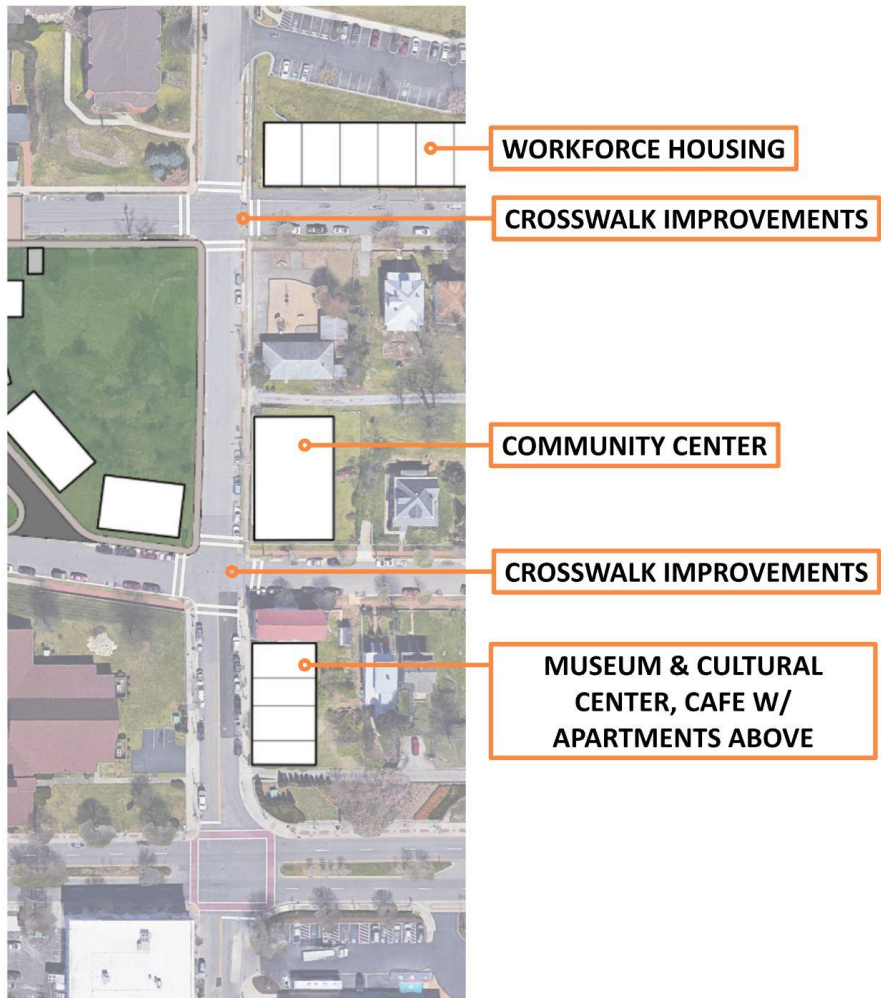 WORKFORCE HOUSING
CROSSWALK IMPROVEMENTS
COMMUNITY CENTER
CROSSWALK IMPROVEMENTS
MUSEUM & CULTURAL
CENTER, CAFE W/
APARTMENTS ABOVE